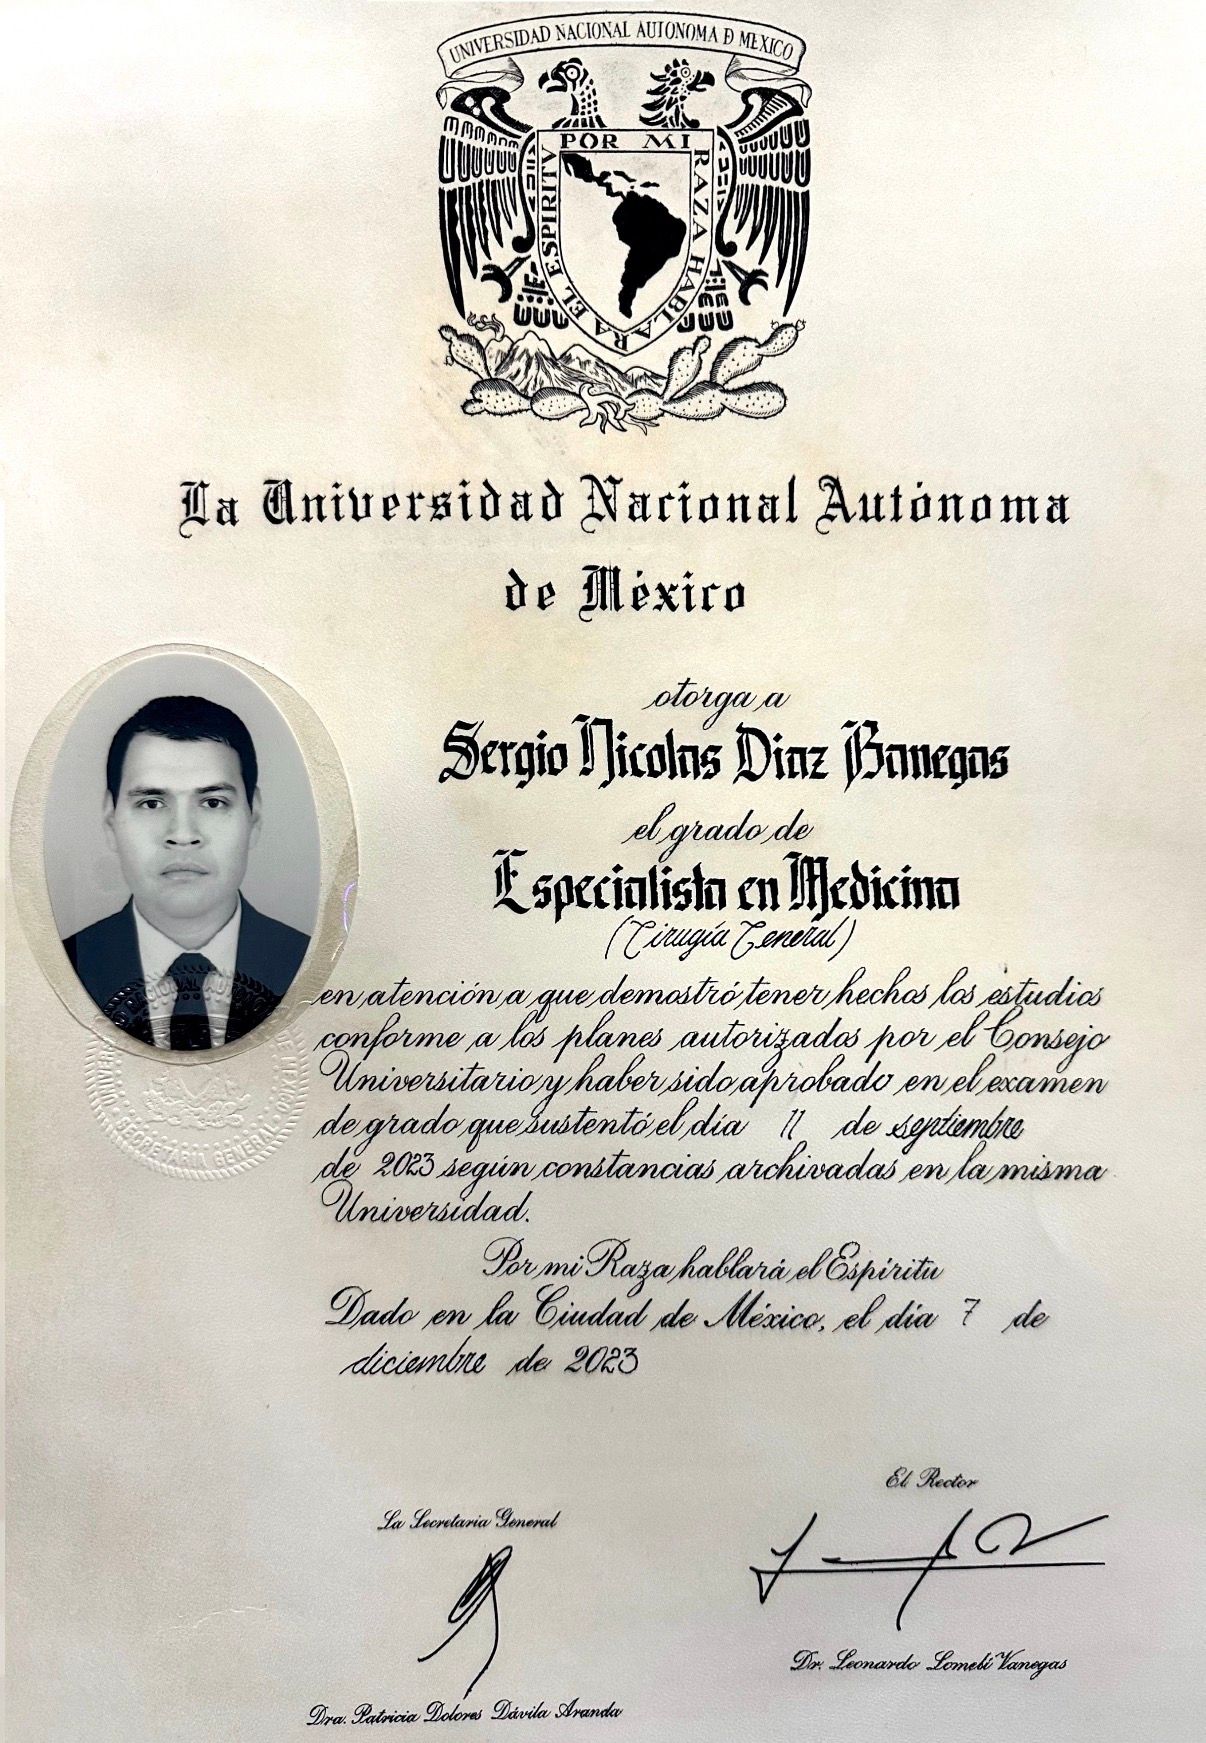 UNIVERSIDAD NACIONAL AUTONOMA D MEXICO
POR MI RAZA HABLARA EL ESPIRITV
La Universidad Nacional Autónoma
de México
otorga a
Sergio Nicolas Diaz Banegas
el grado de
Especialista en Medicina
(Cirugía General)
en atención a que demostró tener hechos los estudios
conforme a los planes autorizados por el Consejo
Universitario y haber sido aprobado en el examen
de grado que sustentó el día 11 de septiembre
de 2023 según constancias archivadas en la misma
Universidad.
Por mi Raza hablará el Espíritu
Dado en la Ciudad de México, el día 7 de
diciembre de 2023
El Rector
La Secretaria General
Dr. Leonardo Lomelí Vanegas
Dra. Patricia Dolores Dávila Aranda
NACIONAL AUTONO
SECRETARIA GENERAL